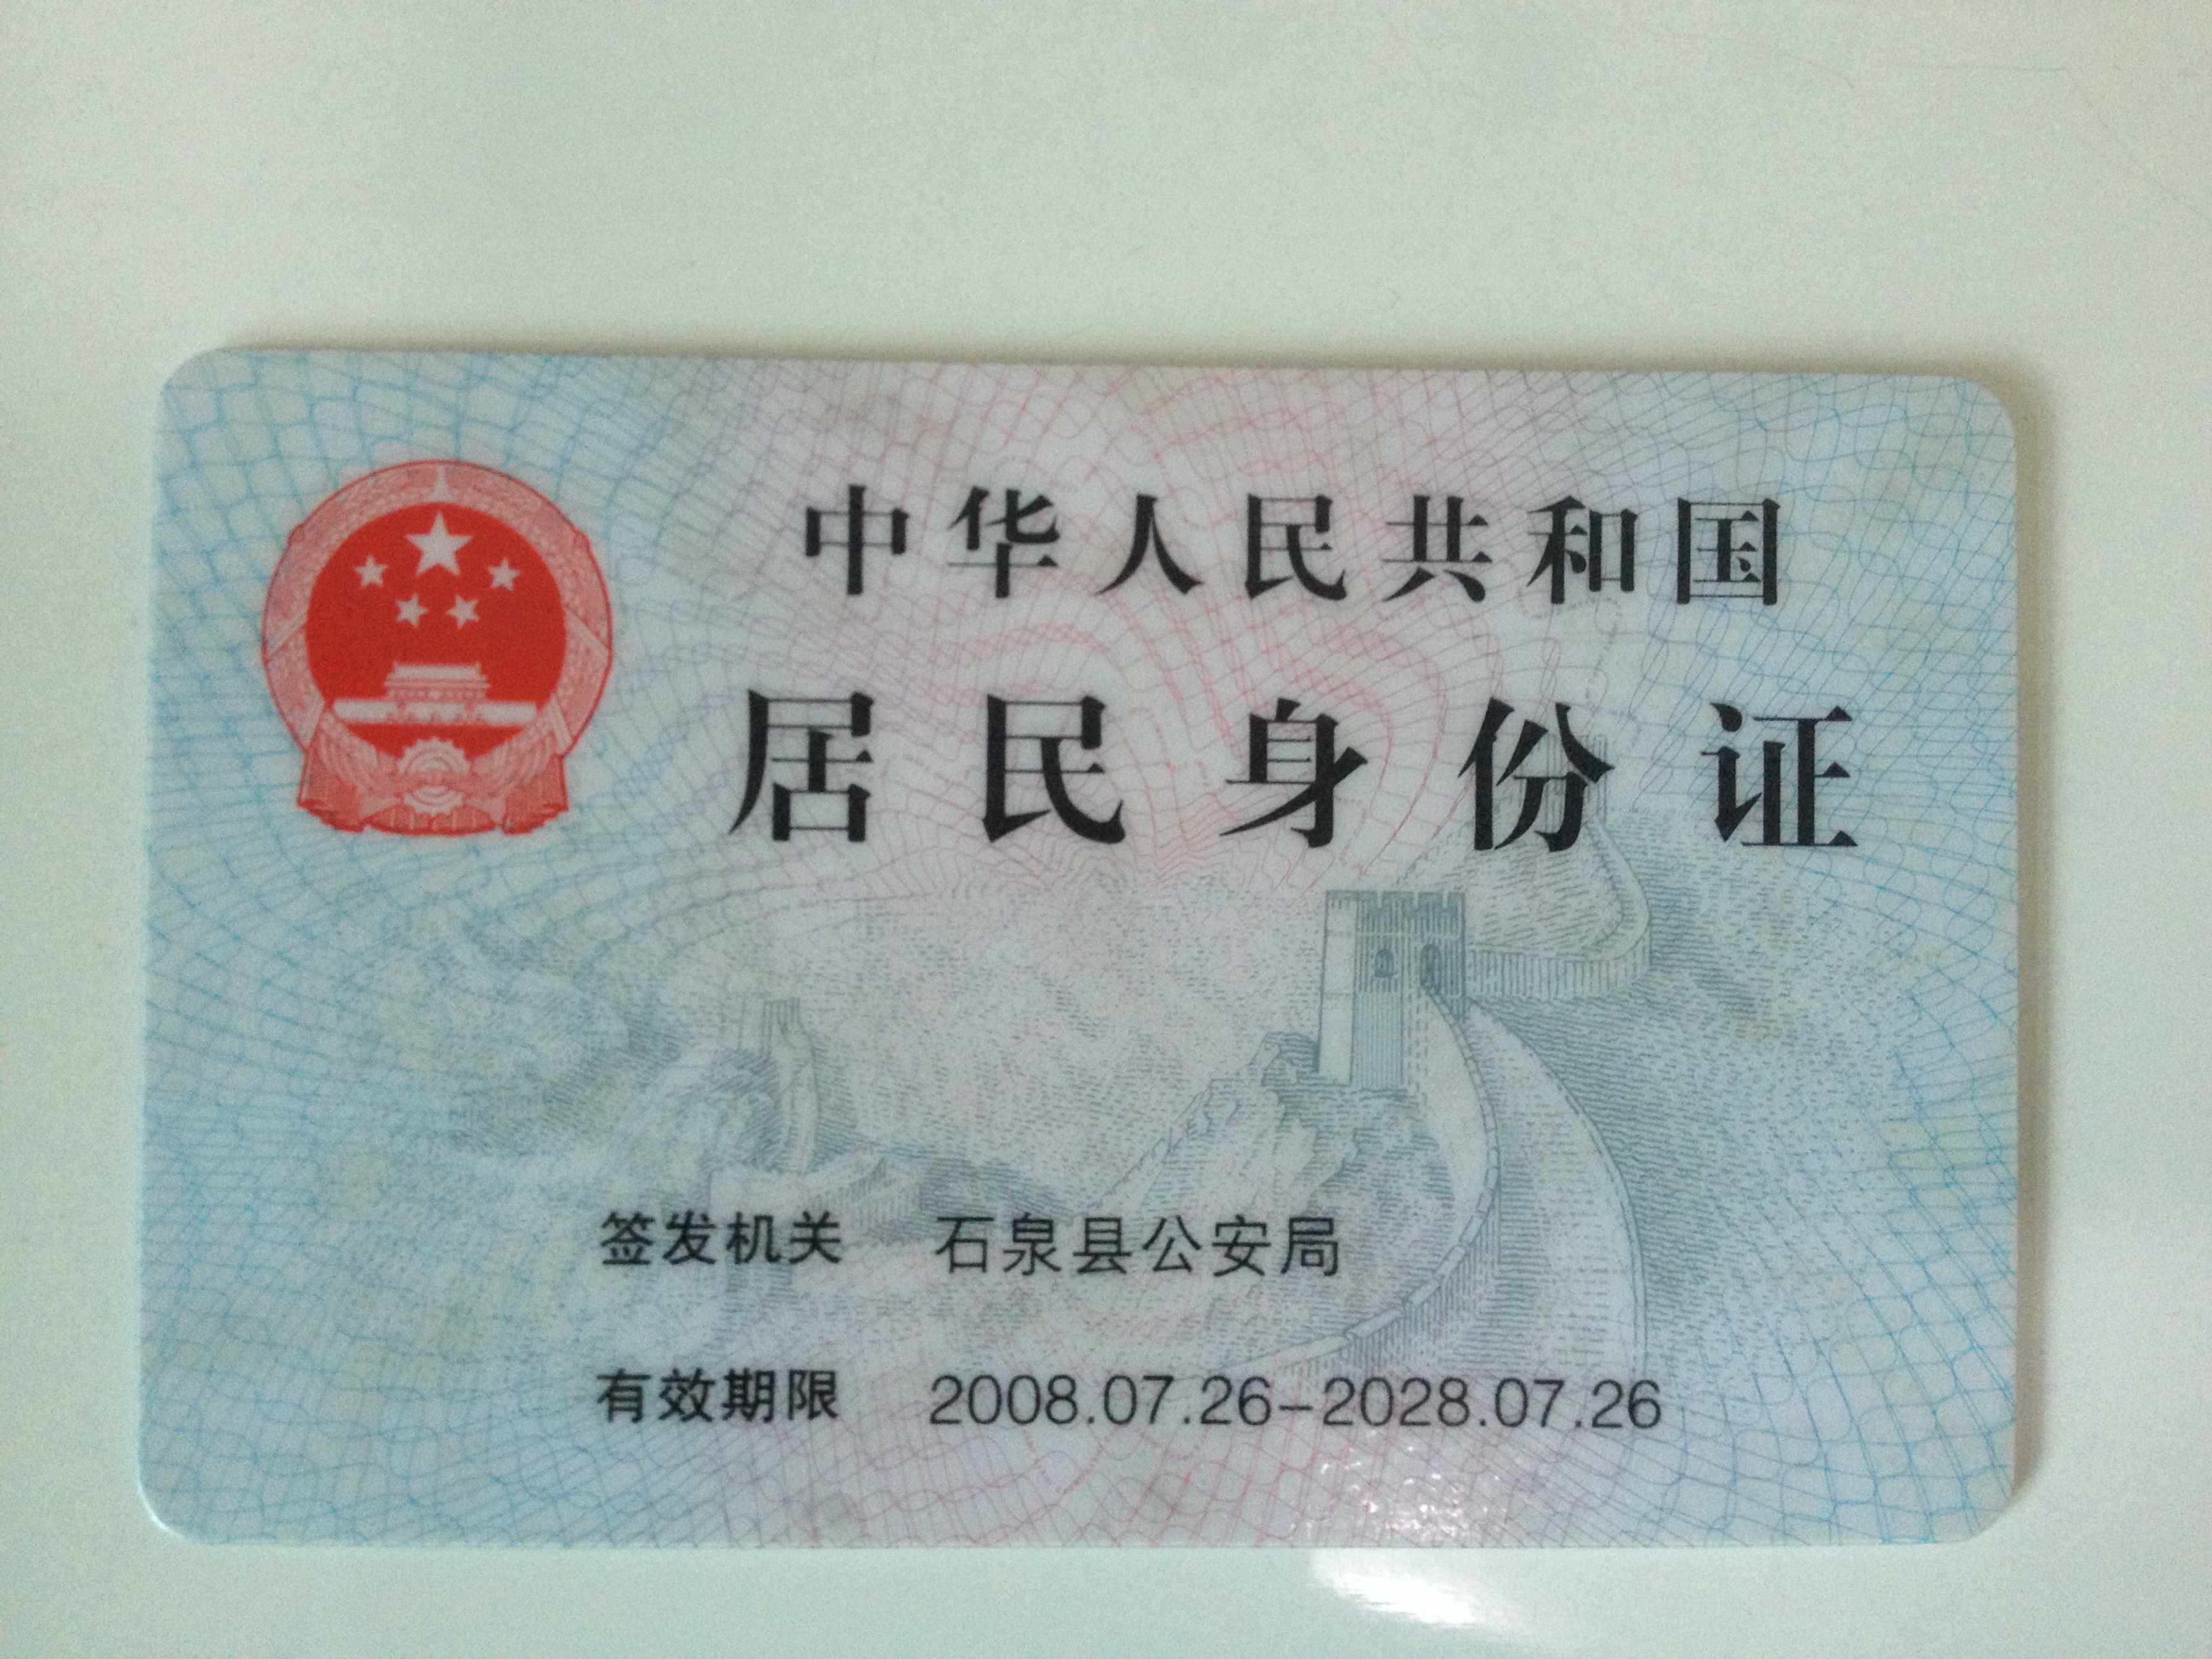 中华人民共和国
居民身份证
签发机关 石泉县公安局
有效期限 2008.07.26-2028.07.26